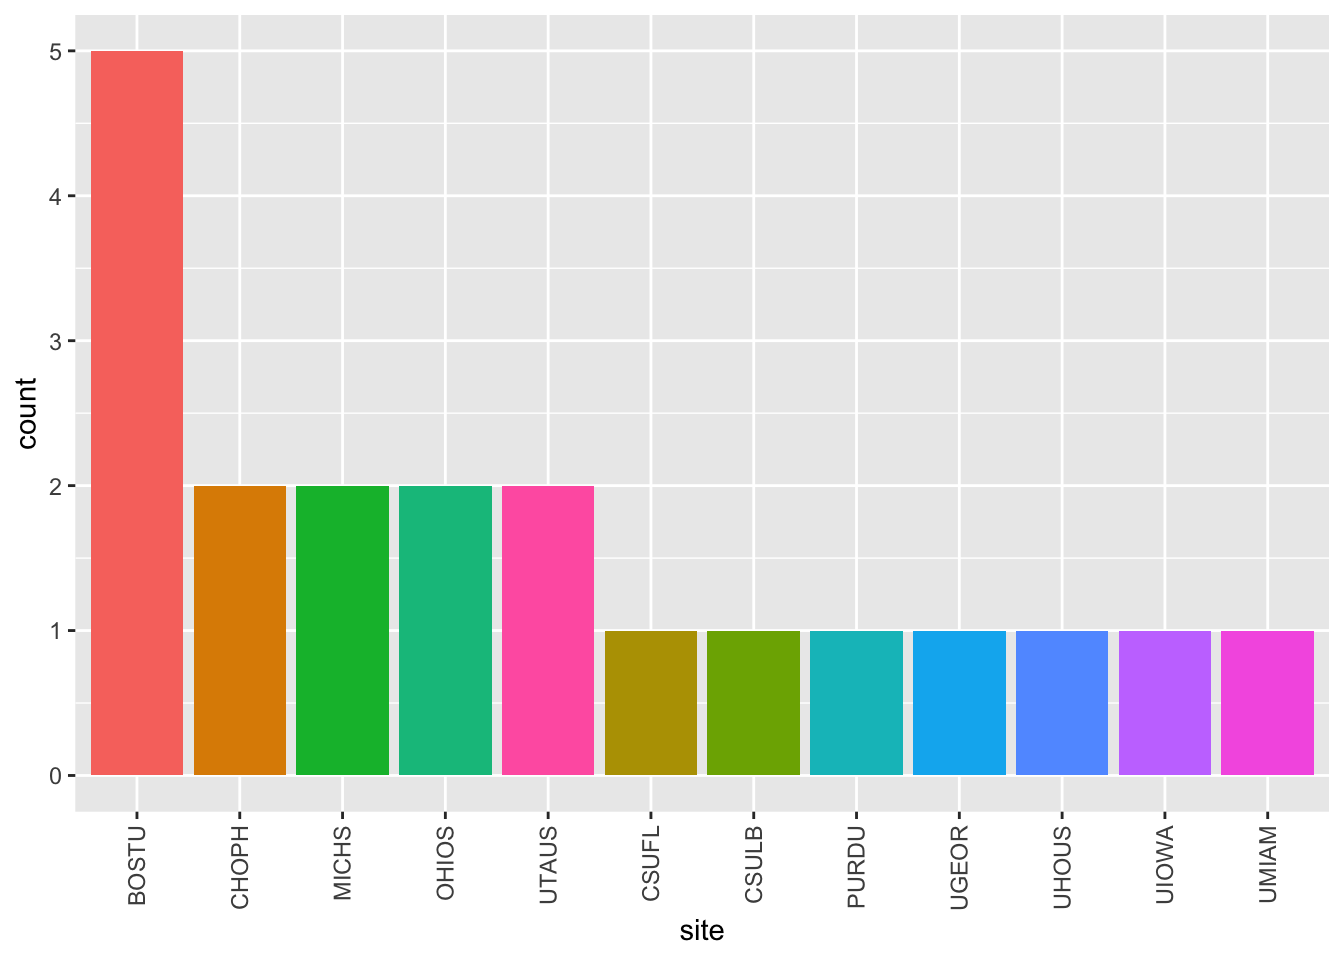 5
4
3
2
1
0
count
BOSTU
CHOPH
MICHS
OHIOS
UTAUS
CSUFL
CSULB
PURDU
UGEOR
UHOUS
UIOWA
UMIAM
site